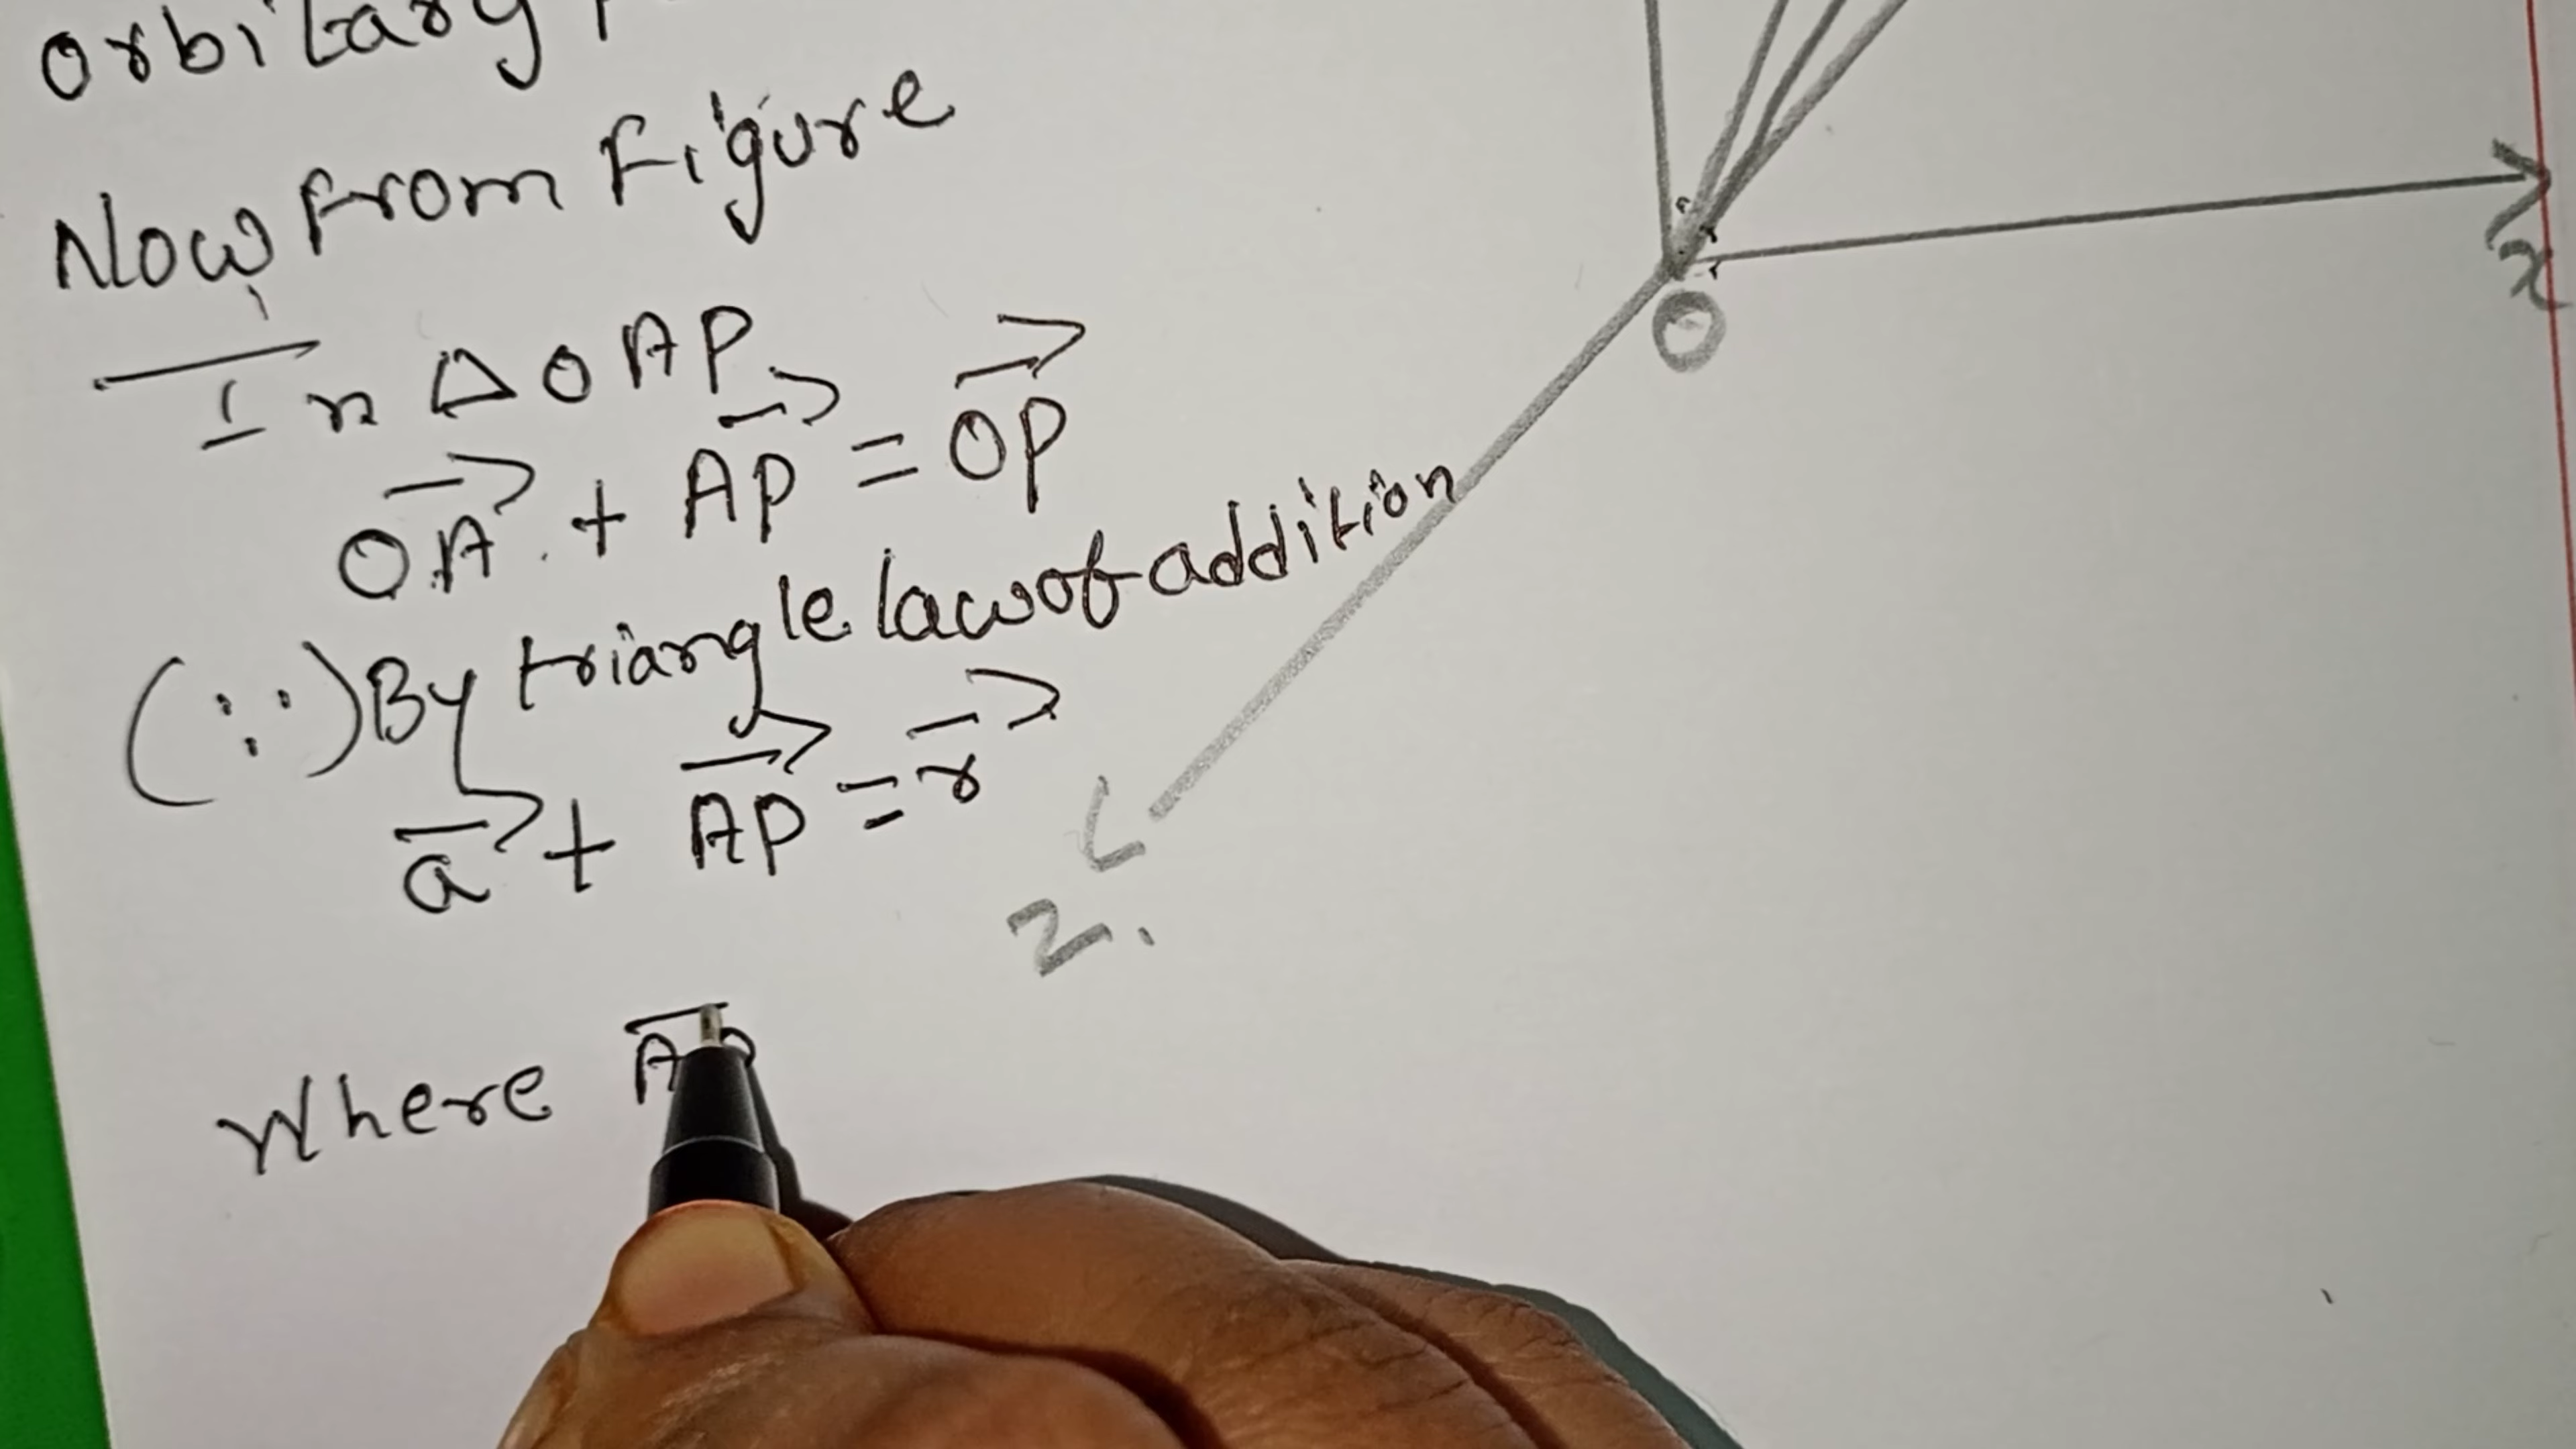 orbitary
Now, from Figure
In Δ OAP
OA⃗ + AP⃗ = OP⃗
(∵) By triangle law of addition
a⃗ + AP⃗ = r⃗
Where
O
x
z